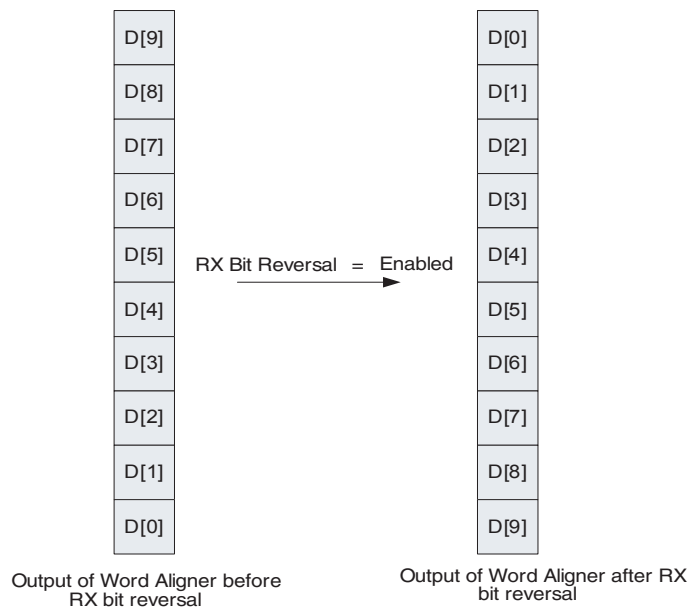 D[9]
D[8]
D[7]
D[6]
D[5]
D[4]
D[3]
D[2]
D[1]
D[0]
Output of Word Aligner before
RX bit reversal
RX Bit Reversal = Enabled
D[0]
D[1]
D[2]
D[3]
D[4]
D[5]
D[6]
D[7]
D[8]
D[9]
Output of Word Aligner after RX
bit reversal